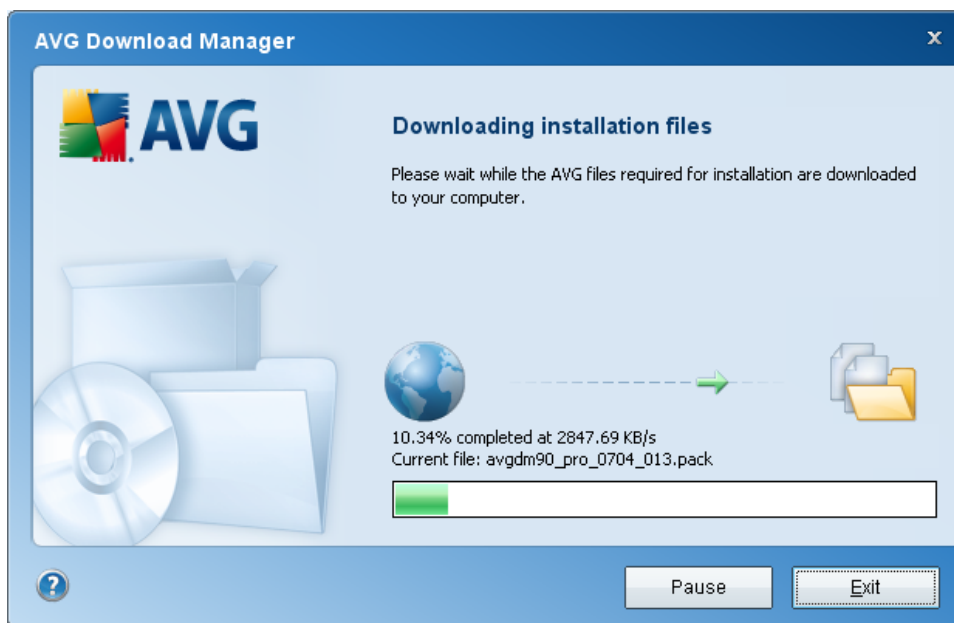 AVG Download Manager
x
AVG
Downloading installation files
Please wait while the AVG files required for installation are downloaded
to your computer.
10.34% completed at 2847.69 KB/s
Current file: avgdm90_pro_0704_013.pack
?
Pause
Exit